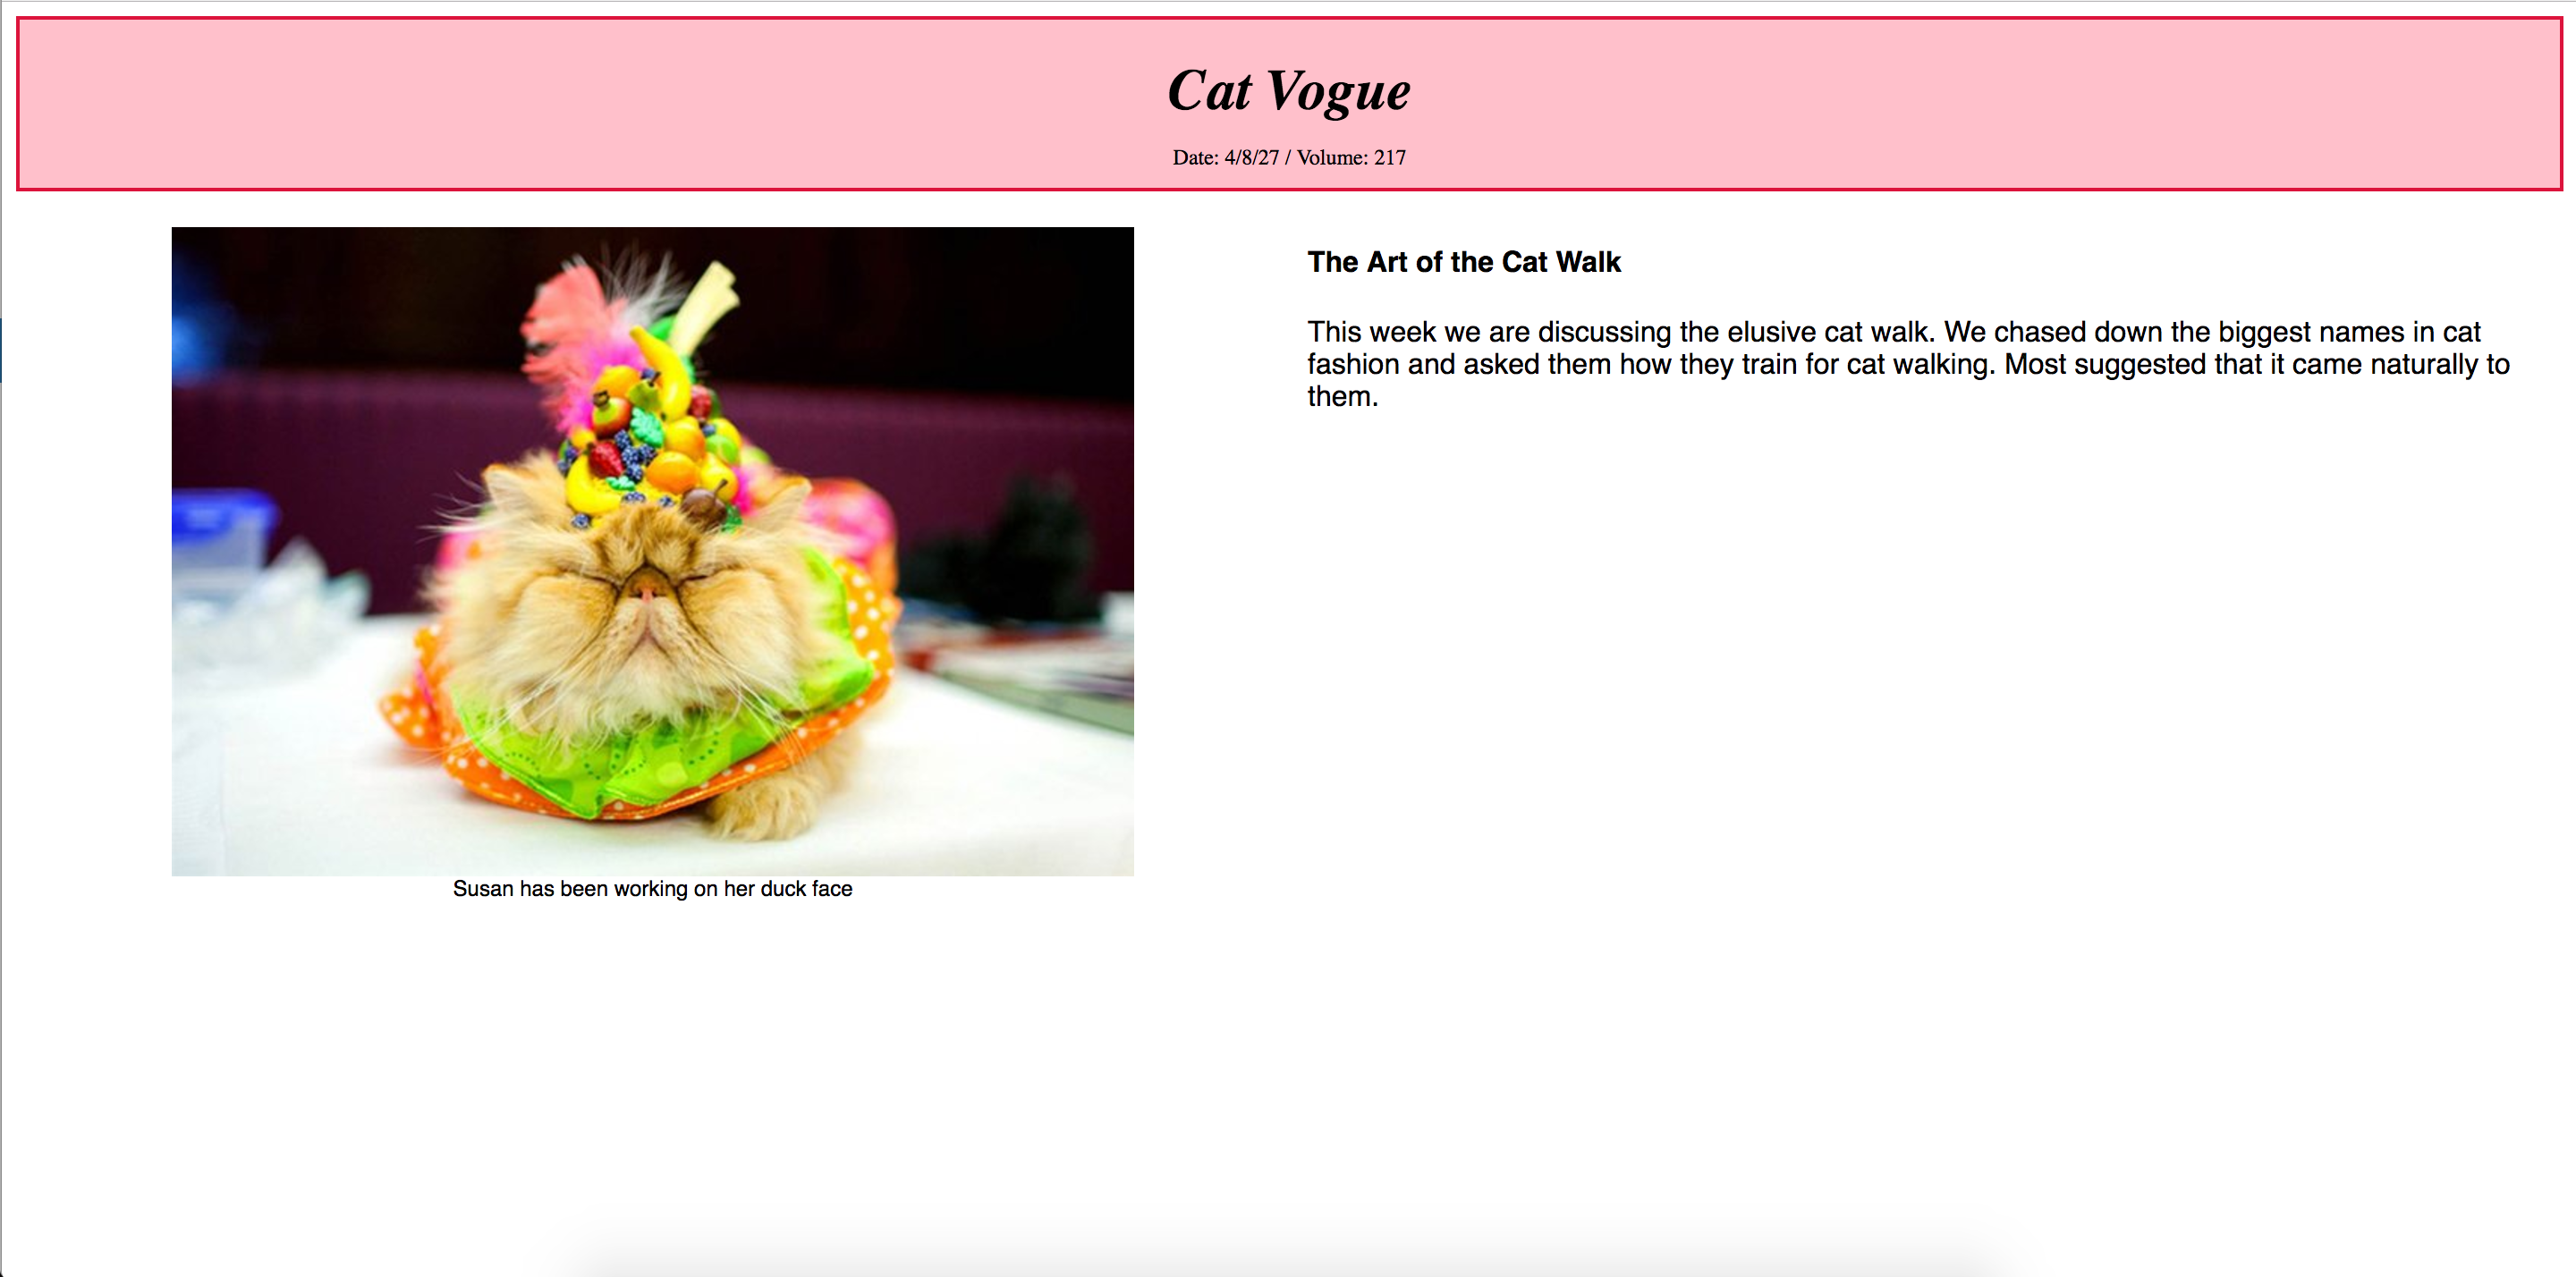 Cat Vogue
Date: 4/8/27 / Volume: 217
The Art of the Cat Walk
This week we are discussing the elusive cat walk. We chased down the biggest names in cat
fashion and asked them how they train for cat walking. Most suggested that it came naturally to
them.
Susan has been working on her duck face